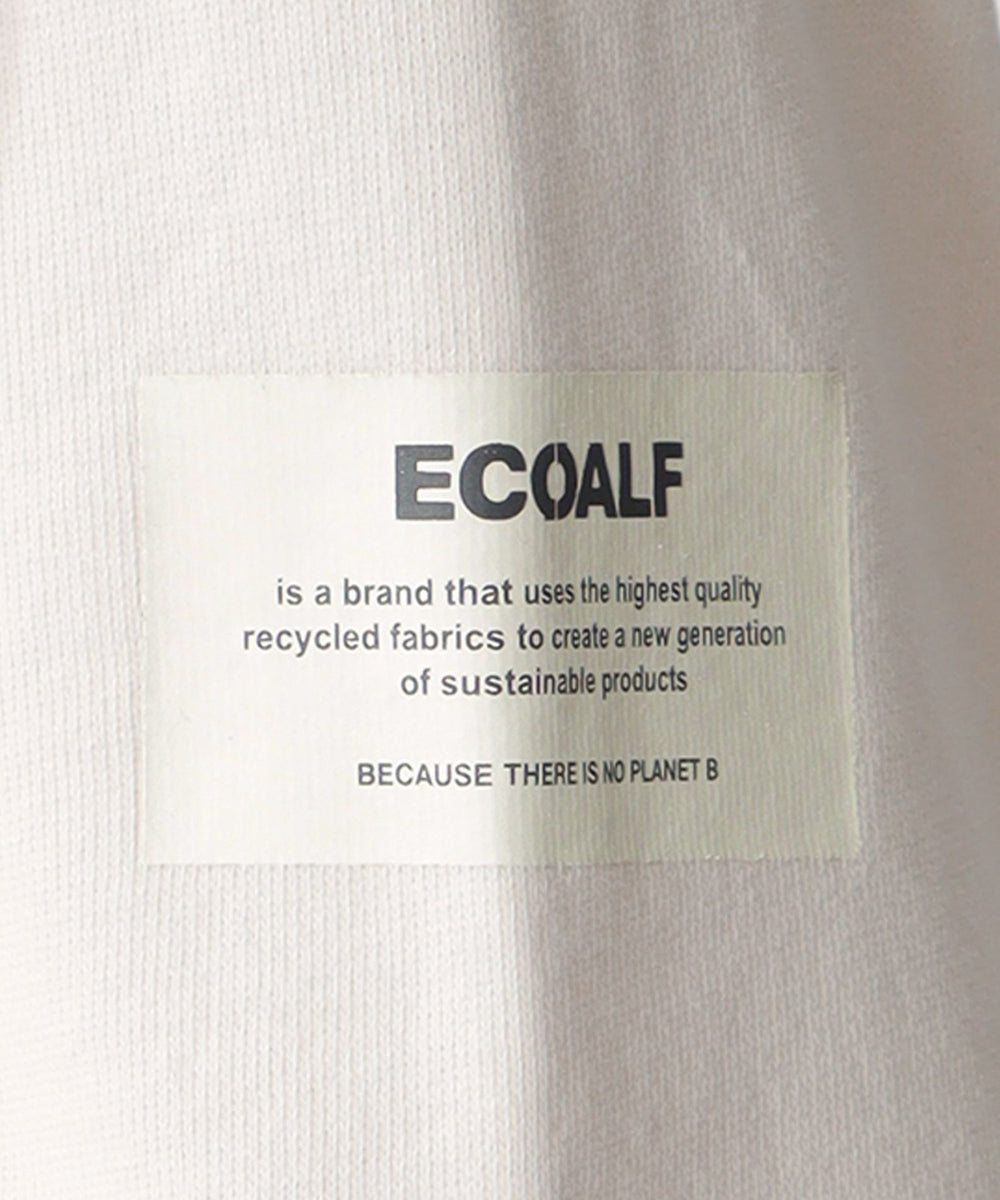 ECOALF
is a brand that uses the highest quality
recycled fabrics to create a new generation
of sustainable products
BECAUSE THERE IS NO PLANET B